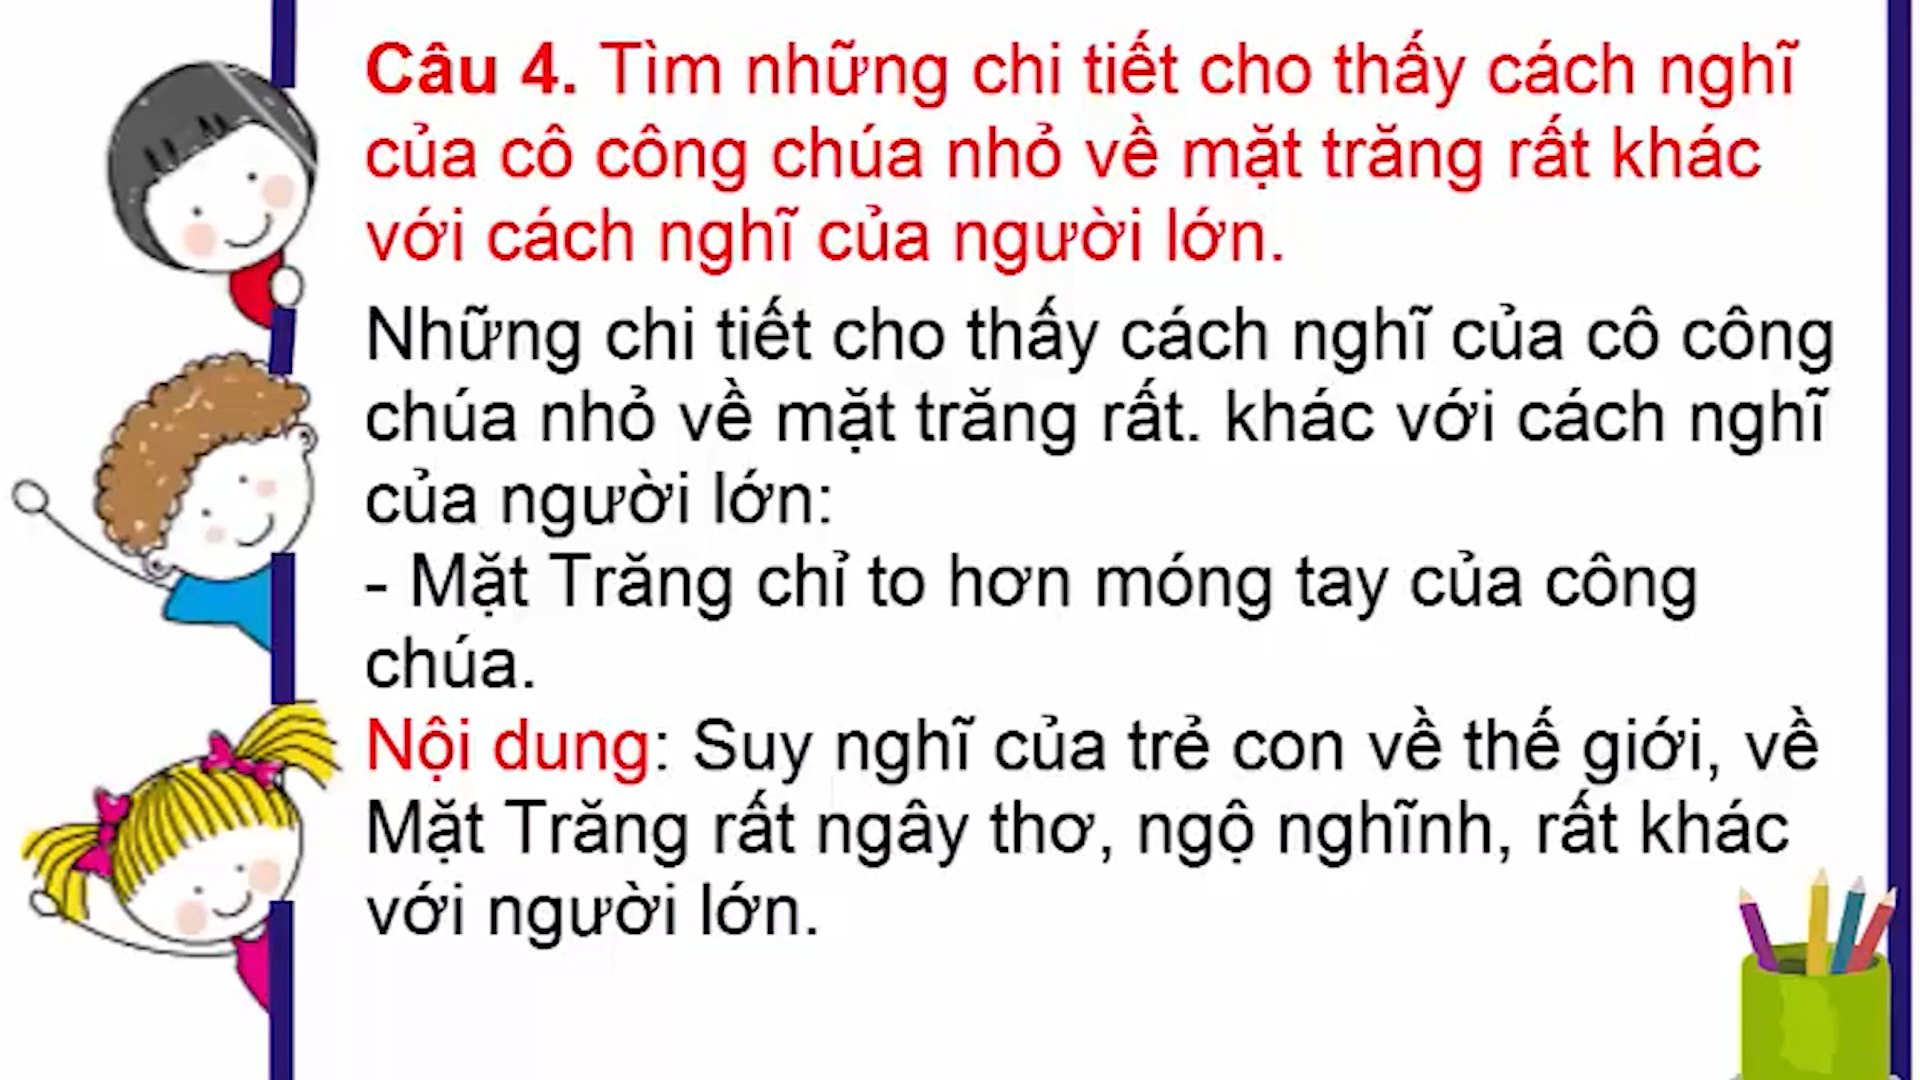 Câu 4. Tìm những chi tiết cho thấy cách nghĩ
của cô công chúa nhỏ về mặt trăng rất khác
với cách nghĩ của người lớn.
Những chi tiết cho thấy cách nghĩ của cô công
chúa nhỏ về mặt trăng rất. khác với cách nghĩ
của người lớn:
- Mặt Trăng chỉ to hơn móng tay của công
chúa.
Nội dung: Suy nghĩ của trẻ con về thế giới, về
Mặt Trăng rất ngây thơ, ngộ nghĩnh, rất khác
với người lớn.